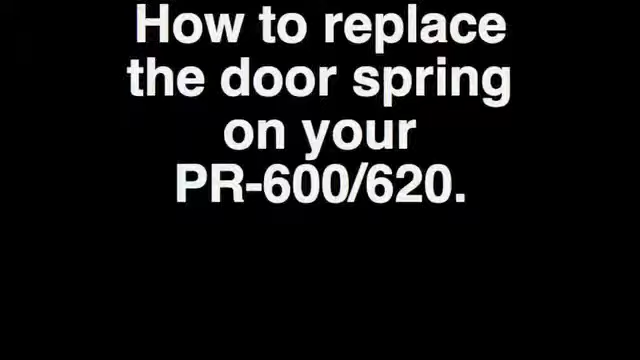 How to replace
the door spring
on your
PR-600/620.